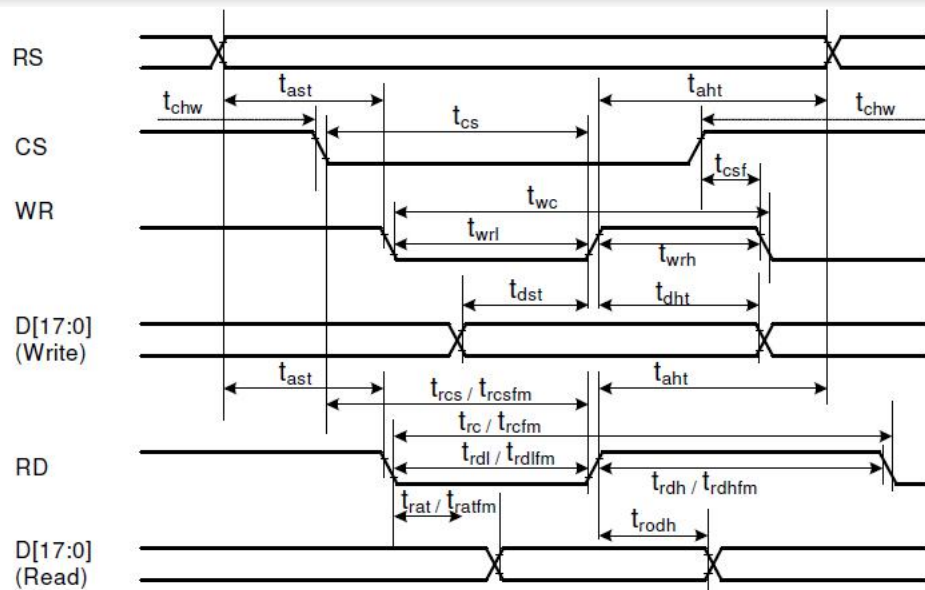 RS
tast
taht
tchw
tchw
tcs
CS
tcsf
WR
twc
twrl
twrh
tdst
tdht
D[17:0]
(Write)
tast
trcs / trcsfm
taht
trc / trcfm
RD
trdl / trdlfm
trdh / trdhfm
trat / tratfm
trodh
D[17:0]
(Read)